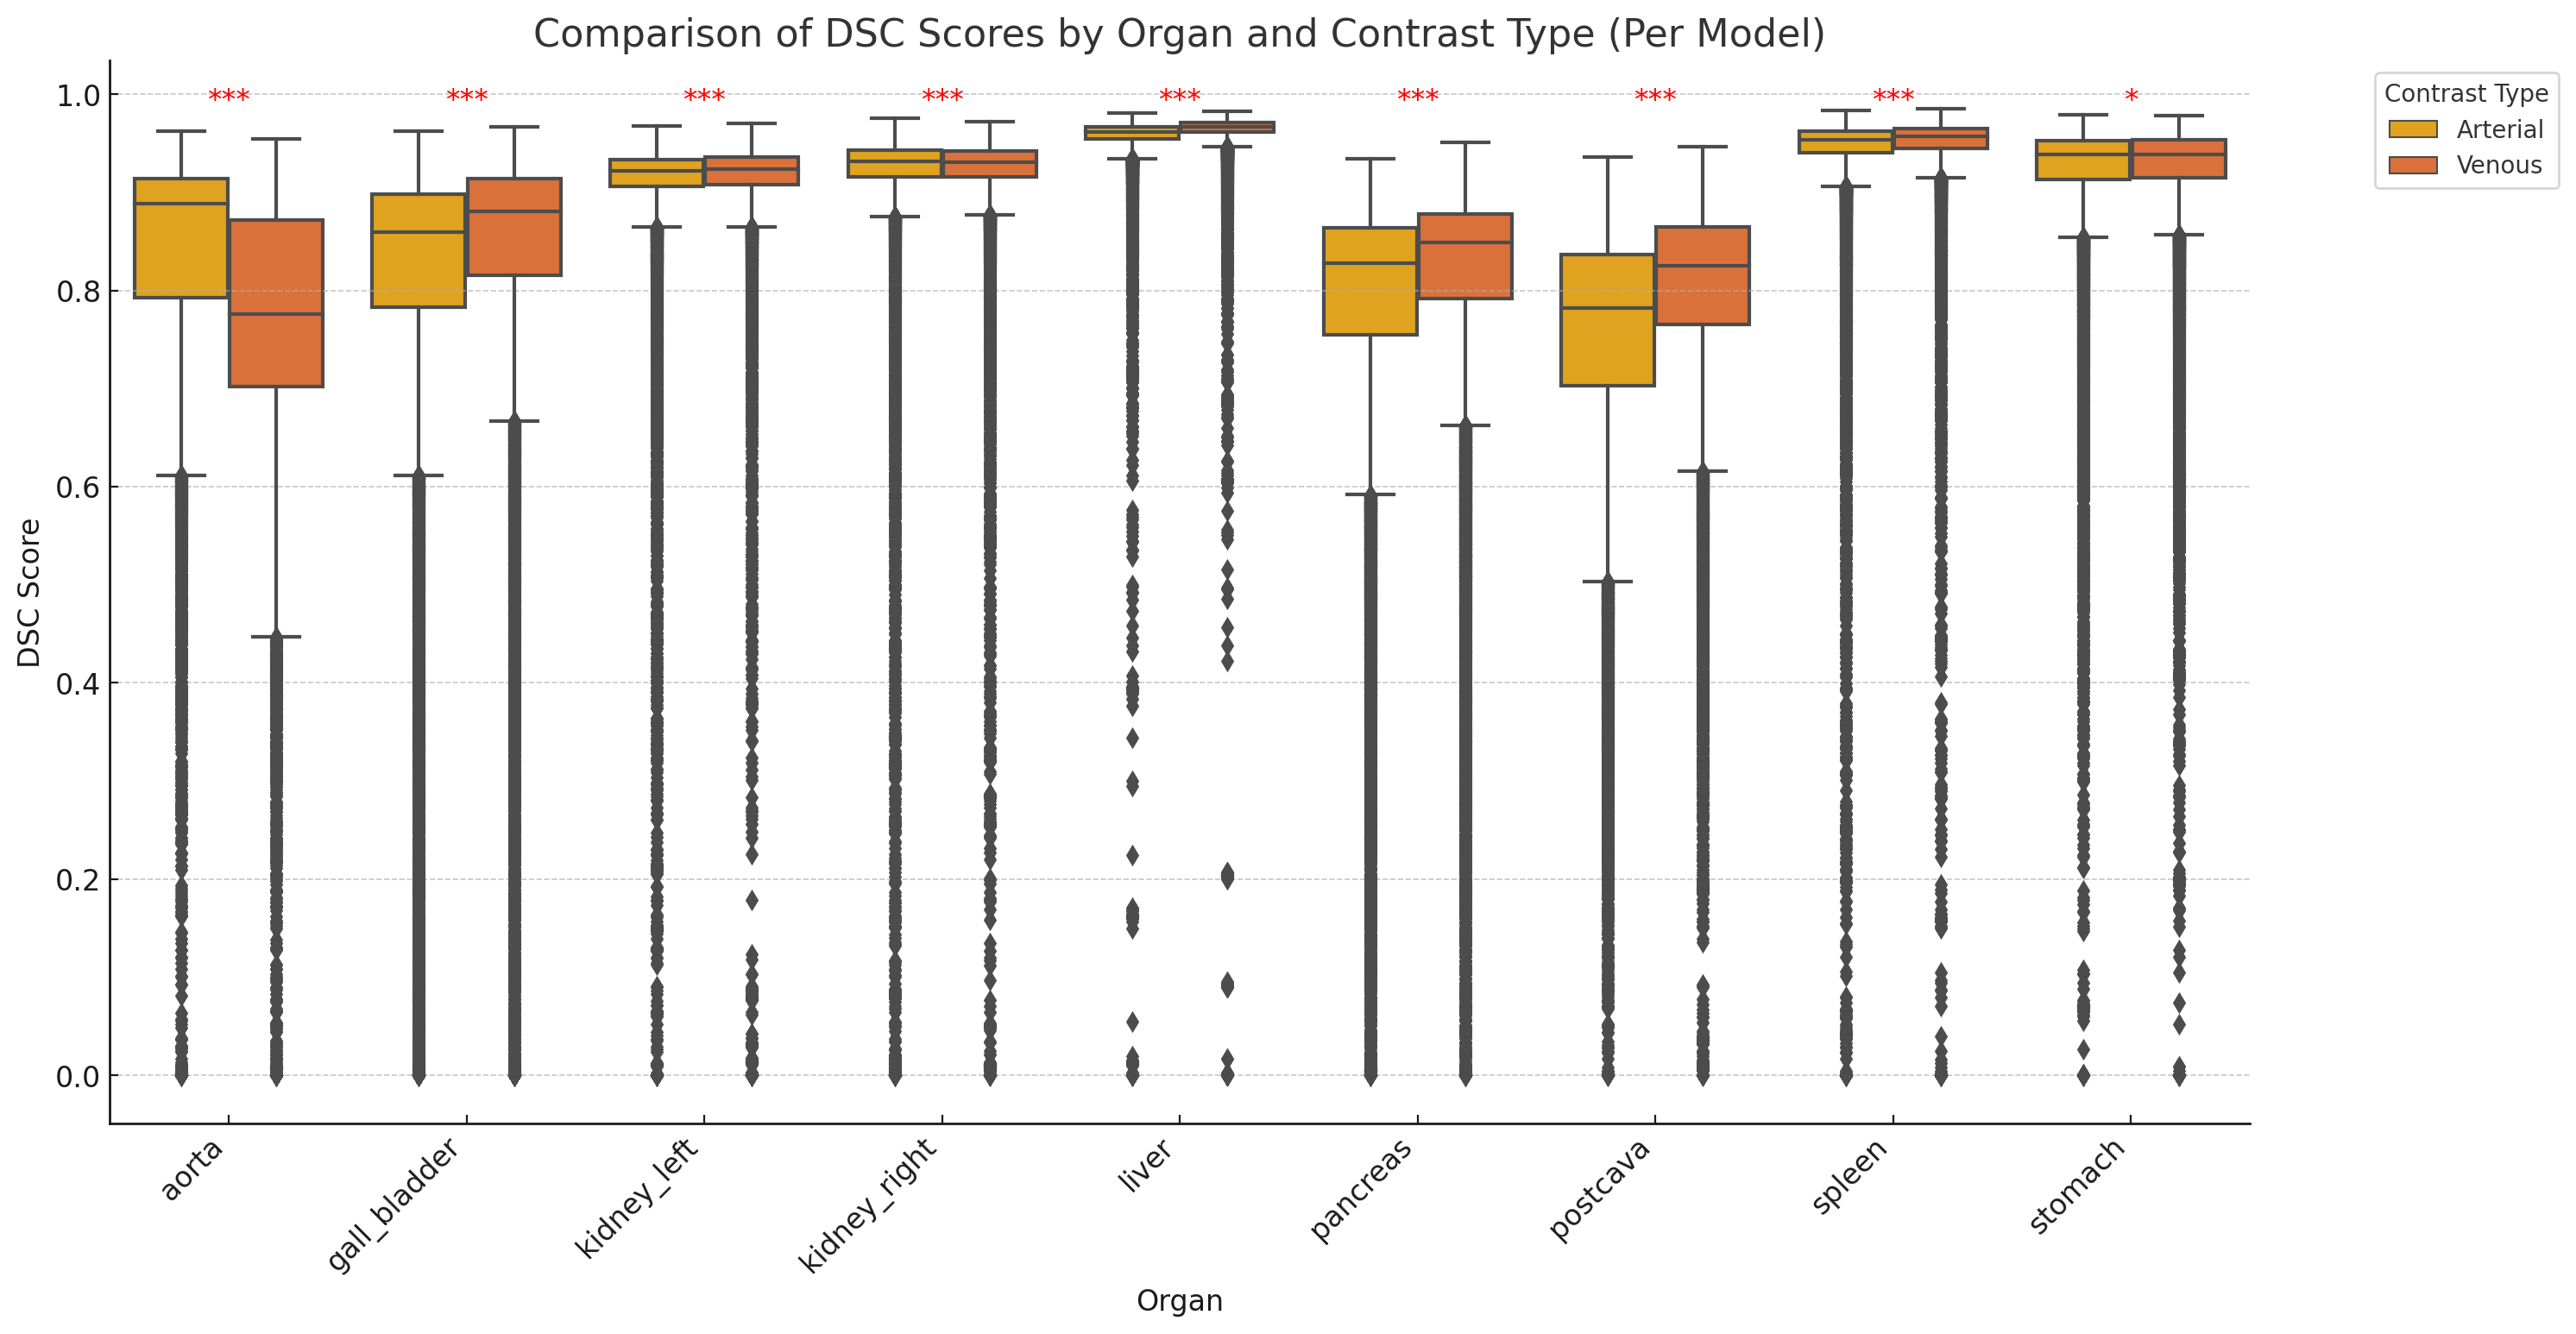 Comparison of DSC Scores by Organ and Contrast Type (Per Model)
Contrast Type
Arterial
Venous
*** *** *** *** *** *** *** *** *
DSC Score
1.0
0.8
0.6
0.4
0.2
0.0
aorta
gall_bladder
kidney_left
kidney_right
liver
pancreas
postcava
spleen
stomach
Organ